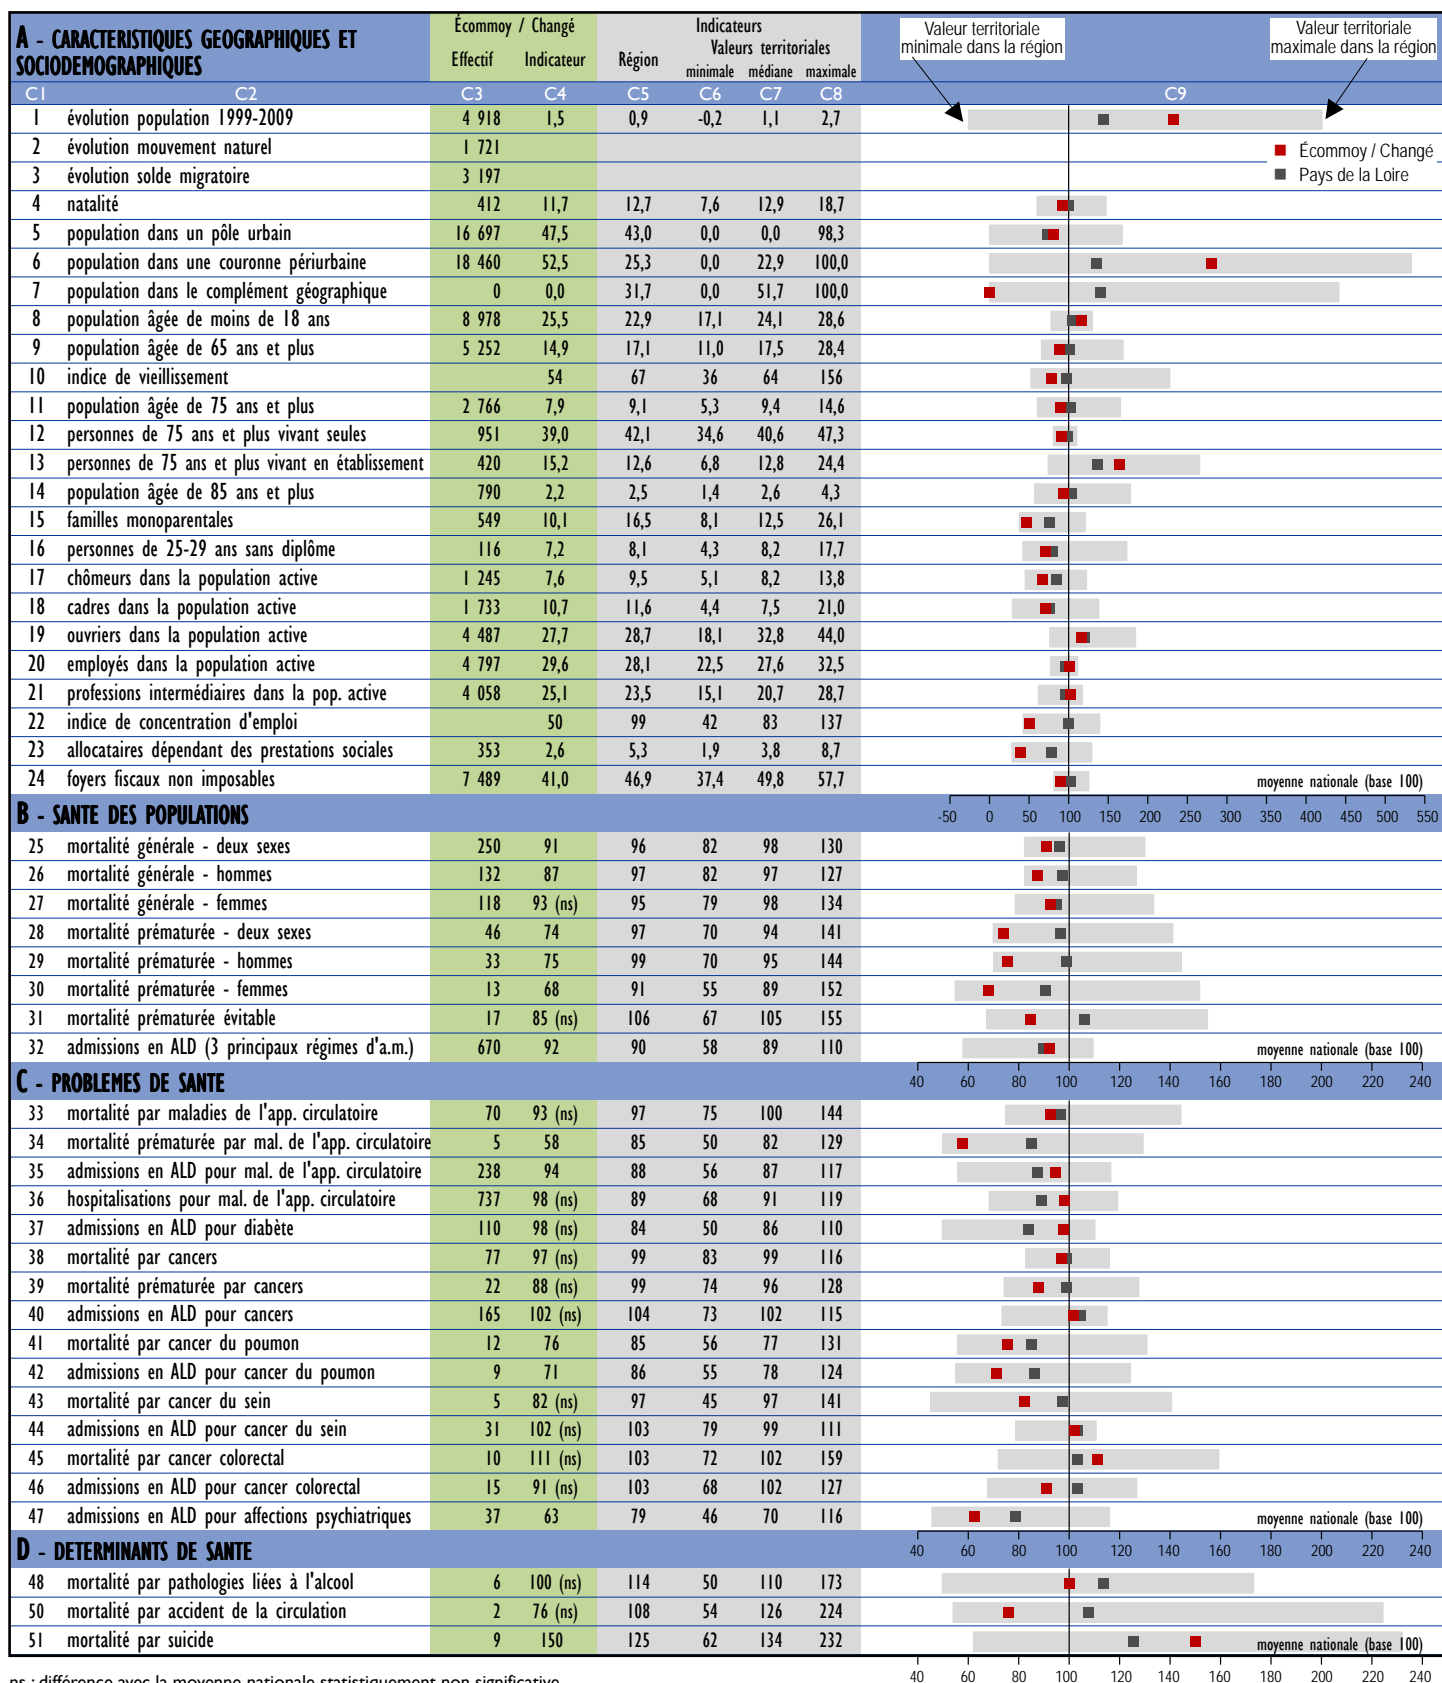 A - CARACTERISTIQUES GEOGRAPHIQUES ET SOCIODEMOGRAPHIQUES
Écommoy / Changé
Effectif Indicateur
Indicateurs
Région Valeurs territoriales
minimale médiane maximale
Valeur territoriale minimale dans la région
Valeur territoriale maximale dans la région
C1 C2 C3 C4 C5 C6 C7 C8 C9
1 évolution population 1999-2009 4 918 1,5 0,9 -0,2 1,1 2,7
2 évolution mouvement naturel 1 721
Écommoy / Changé
3 évolution solde migratoire 3 197
Pays de la Loire
4 natalité 412 11,7 12,7 7,6 12,9 18,7
5 population dans un pôle urbain 16 697 47,5 43,0 0,0 0,0 98,3
6 population dans une couronne périurbaine 18 460 52,5 25,3 0,0 22,9 100,0
7 population dans le complément géographique 0 0,0 31,7 0,0 51,7 100,0
8 population âgée de moins de 18 ans 8 978 25,5 22,9 17,1 24,1 28,6
9 population âgée de 65 ans et plus 5 252 14,9 17,1 11,0 17,5 28,4
10 indice de vieillissement 54 67 36 64 156
11 population âgée de 75 ans et plus 2 766 7,9 9,1 5,3 9,4 14,6
12 personnes de 75 ans et plus vivant seules 951 39,0 42,1 34,6 40,6 47,3
13 personnes de 75 ans et plus vivant en établissement 420 15,2 12,6 6,8 12,8 24,4
14 population âgée de 85 ans et plus 790 2,2 2,5 1,4 2,6 4,3
15 familles monoparentales 549 10,1 16,5 8,1 12,5 26,1
16 personnes de 25-29 ans sans diplôme 116 7,2 8,1 4,3 8,2 17,7
17 chômeurs dans la population active 1 245 7,6 9,5 5,1 8,2 13,8
18 cadres dans la population active 1 733 10,7 11,6 4,4 7,5 21,0
19 ouvriers dans la population active 4 487 27,7 28,7 18,1 32,8 44,0
20 employés dans la population active 4 797 29,6 28,1 22,5 27,6 32,5
21 professions intermédiaires dans la pop. active 4 058 25,1 23,5 15,1 20,7 28,7
22 indice de concentration d'emploi 50 99 42 83 137
23 allocataires dépendant des prestations sociales 353 2,6 5,3 1,9 3,8 8,7
24 foyers fiscaux non imposables 7 489 41,0 46,9 37,4 49,8 57,7 moyenne nationale (base 100)
B - SANTE DES POPULATIONS
-50 0 50 100 150 200 250 300 350 400 450 500 550
25 mortalité générale - deux sexes 250 91 96 82 98 130
26 mortalité générale - hommes 132 87 97 82 97 127
27 mortalité générale - femmes 118 93 (ns) 95 79 98 134
28 mortalité prématurée - deux sexes 46 74 97 70 94 141
29 mortalité prématurée - hommes 33 75 99 70 95 144
30 mortalité prématurée - femmes 13 68 91 55 89 152
31 mortalité prématurée évitable 17 85 (ns) 106 67 105 155
32 admissions en ALD (3 principaux régimes d'a.m.) 670 92 90 58 89 110 moyenne nationale (base 100)
C - PROBLEMES DE SANTE
40 60 80 100 120 140 160 180 200 220 240
33 mortalité par maladies de l'app. circulatoire 70 93 (ns) 97 75 100 144
34 mortalité prématurée par mal. de l'app. circulatoire 5 58 85 50 82 129
35 admissions en ALD pour mal. de l'app. circulatoire 238 94 88 56 87 117
36 hospitalisations pour mal. de l'app. circulatoire 737 98 (ns) 89 68 91 119
37 admissions en ALD pour diabète 110 98 (ns) 84 50 86 110
38 mortalité par cancers 77 97 (ns) 99 83 99 116
39 mortalité prématurée par cancers 22 88 (ns) 99 74 96 128
40 admissions en ALD pour cancers 165 102 (ns) 104 73 102 115
41 mortalité par cancer du poumon 12 76 85 56 77 131
42 admissions en ALD pour cancer du poumon 9 71 86 55 78 124
43 mortalité par cancer du sein 5 82 (ns) 97 45 97 141
44 admissions en ALD pour cancer du sein 31 102 (ns) 103 79 99 111
45 mortalité par cancer colorectal 10 111 (ns) 103 72 102 159
46 admissions en ALD pour cancer colorectal 15 91 (ns) 103 68 102 127
47 admissions en ALD pour affections psychiatriques 37 63 79 46 70 116 moyenne nationale (base 100)
D - DETERMINANTS DE SANTE
40 60 80 100 120 140 160 180 200 220 240
48 mortalité par pathologies liées à l'alcool 6 100 (ns) 114 50 110 173
50 mortalité par accident de la circulation 2 76 (ns) 108 54 126 224
51 mortalité par suicide 9 150 125 62 134 232 moyenne nationale (base 100)
40 60 80 100 120 140 160 180 200 220 240
ns : différence avec la moyenne nationale statistiquement non significative